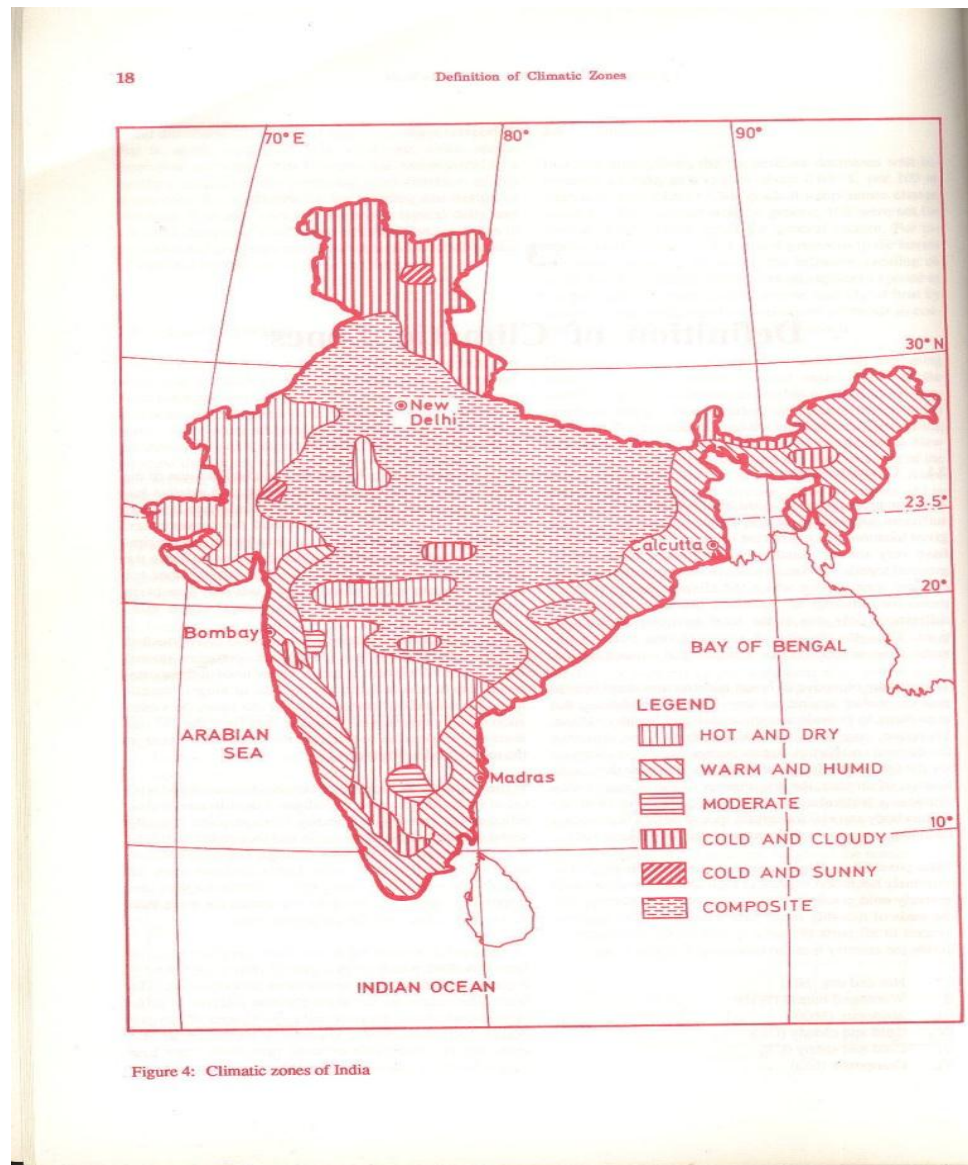 18
Definition of Climatic Zones
70° E
80°
90°
30° N
New
Delhi
23.5°
Calcutta
20°
Bombay
BAY OF BENGAL
LEGEND
ARABIAN
SEA
HOT AND DRY
WARM AND HUMID
Madras
MODERATE
10°
COLD AND CLOUDY
COLD AND SUNNY
COMPOSITE
INDIAN OCEAN
Figure 4: Climatic zones of India